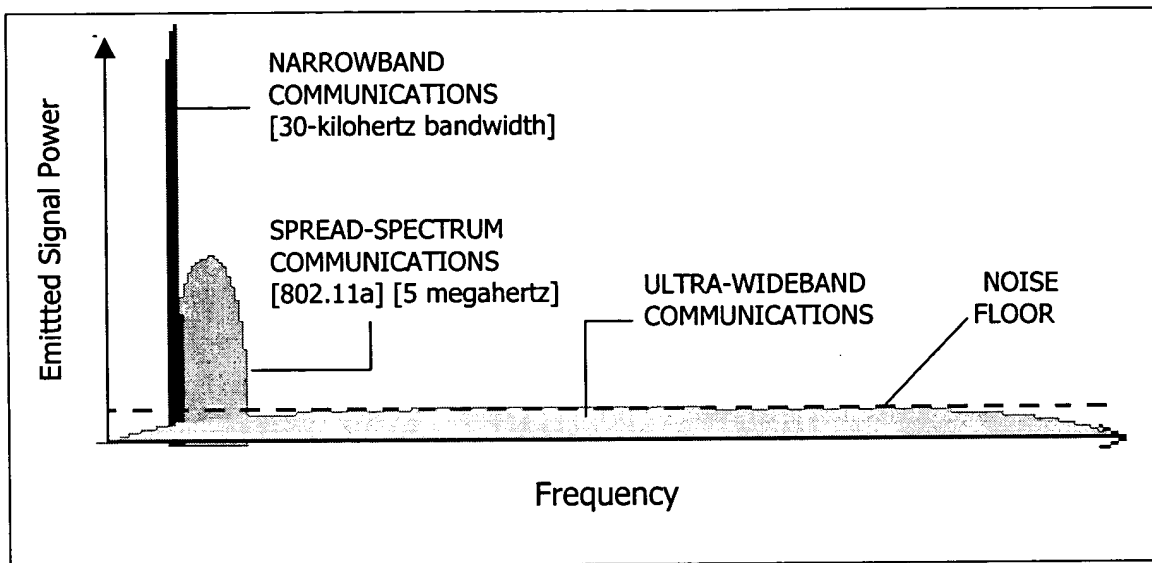 NARROWBAND
COMMUNICATIONS
[30-kilohertz bandwidth]
Emittted Signal Power
SPREAD-SPECTRUM
COMMUNICATIONS
[802.11a] [5 megahertz]
ULTRA-WIDEBAND
COMMUNICATIONS
NOISE
FLOOR
Frequency